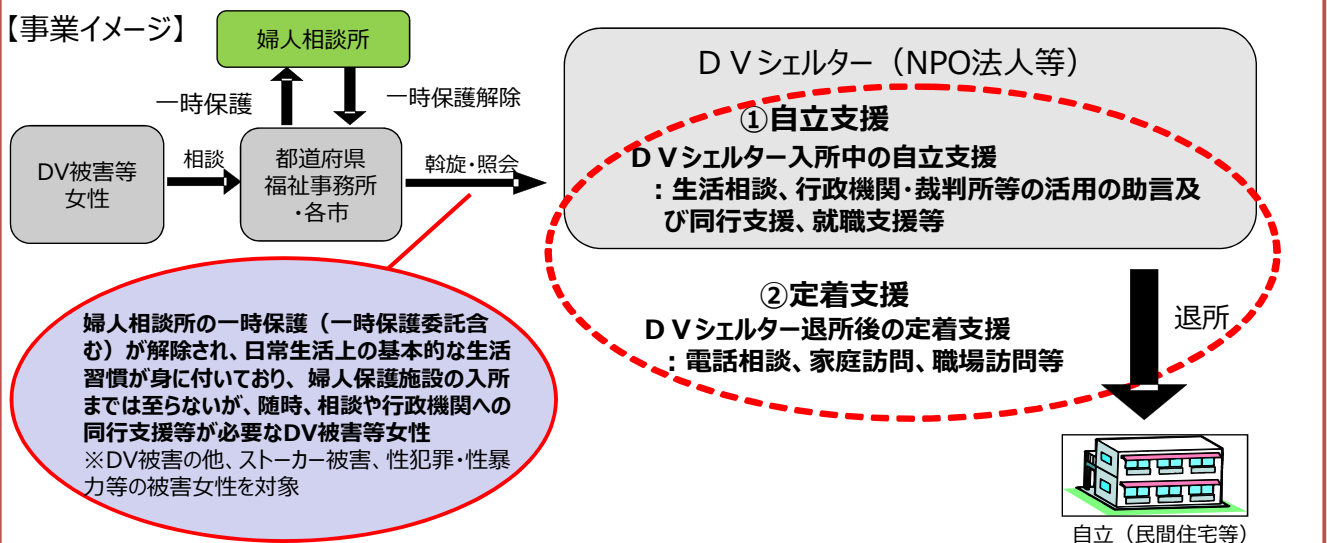 【事業イメージ】
婦人相談所
一時保護
一時保護解除
DV被害等
女性
相談
都道府県
福祉事務所
・各市
斡旋・照会
ＤＶシェルター（NPO法人等）
①自立支援
ＤＶシェルター入所中の自立支援
：生活相談、行政機関・裁判所等の活用の助言及
び同行支援、就職支援等
②定着支援
ＤＶシェルター退所後の定着支援
：電話相談、家庭訪問、職場訪問等
退所
婦人相談所の一時保護（一時保護委託含
む）が解除され、日常生活上の基本的な生活
習慣が身に付いており、婦人保護施設の入所
までは至らないが、随時、相談や行政機関への
同行支援等が必要なDV被害等女性
※DV被害の他、ストーカー被害、性犯罪・性暴
力等の被害女性を対象
自立（民間住宅等）